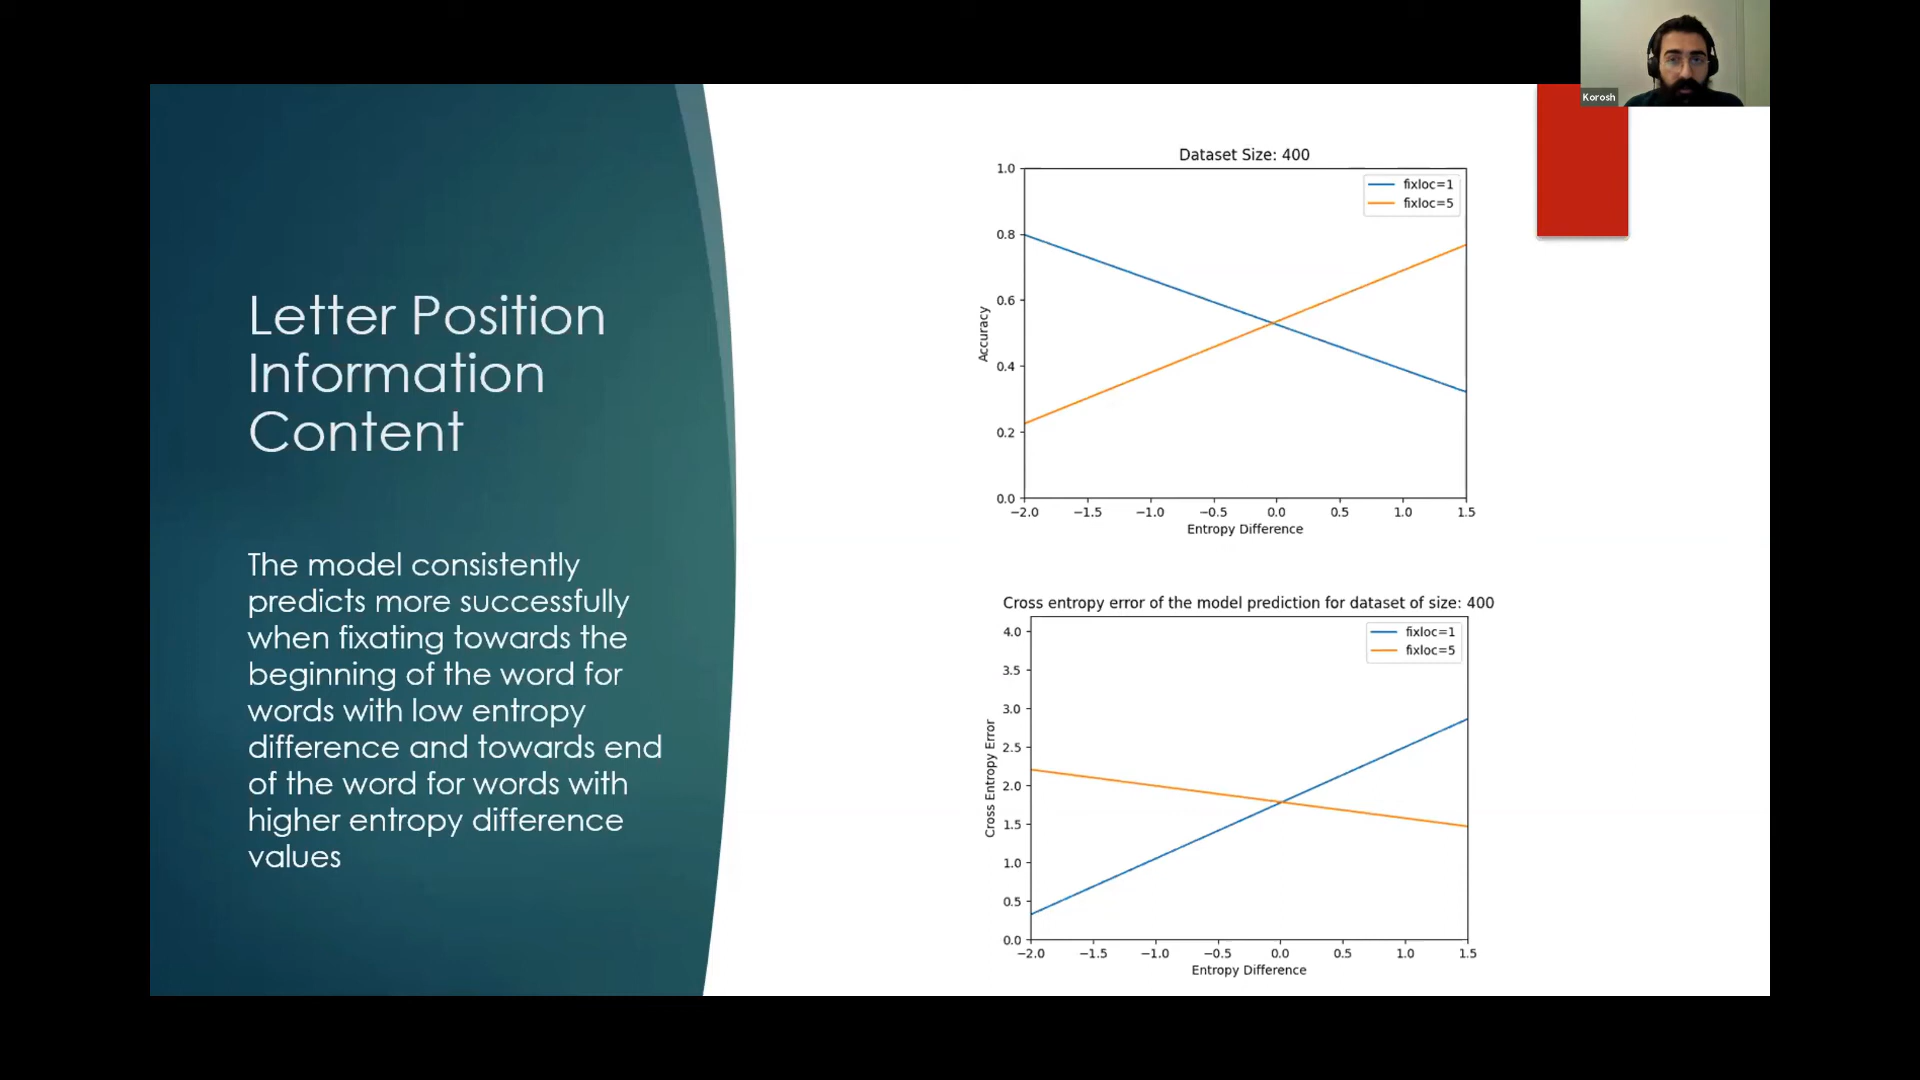 Korosh
Letter Position
Information
Content
The model consistently
predicts more successfully
when fixating towards the
beginning of the word for
words with low entropy
difference and towards end
of the word for words with
higher entropy difference
values
Dataset Size: 400
fixloc=1
fixloc=5
Accuracy
1.0
0.8
0.6
0.4
0.2
0.0
−2.0 −1.5 −1.0 −0.5 0.0 0.5 1.0 1.5
Entropy Difference
Cross entropy error of the model prediction for dataset of size: 400
fixloc=1
fixloc=5
Cross Entropy Error
4.0
3.5
3.0
2.5
2.0
1.5
1.0
0.5
0.0
−2.0 −1.5 −1.0 −0.5 0.0 0.5 1.0 1.5
Entropy Difference